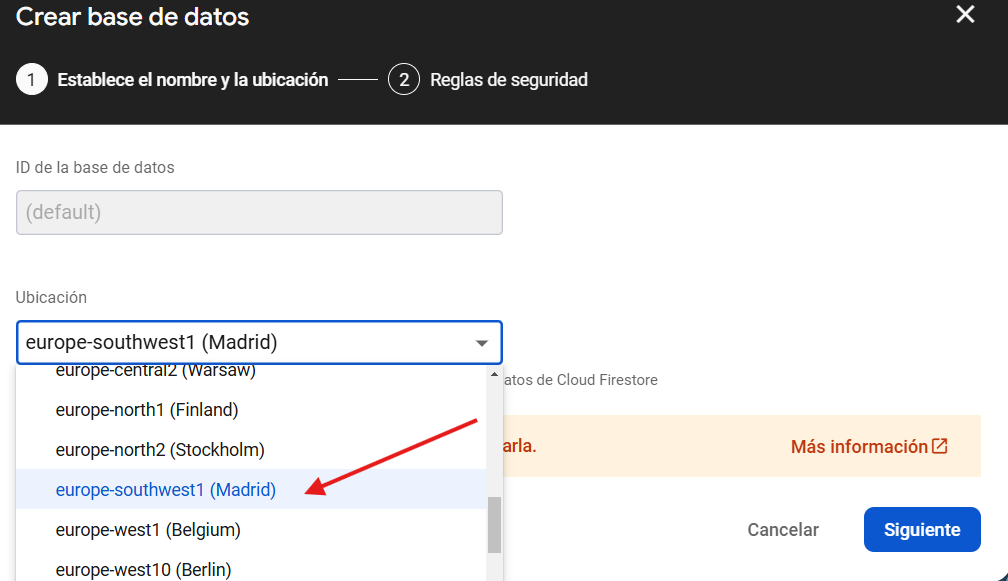 Crear base de datos
1 Establece el nombre y la ubicación 2 Reglas de seguridad
ID de la base de datos
(default)
Ubicación
europe-southwest1 (Madrid)
europe-central2 (Warsaw)
atos de Cloud Firestore
europe-north1 (Finland)
europe-north2 (Stockholm)
arla. Más información
europe-southwest1 (Madrid)
europe-west1 (Belgium)
Cancelar Siguiente
europe-west10 (Berlin)